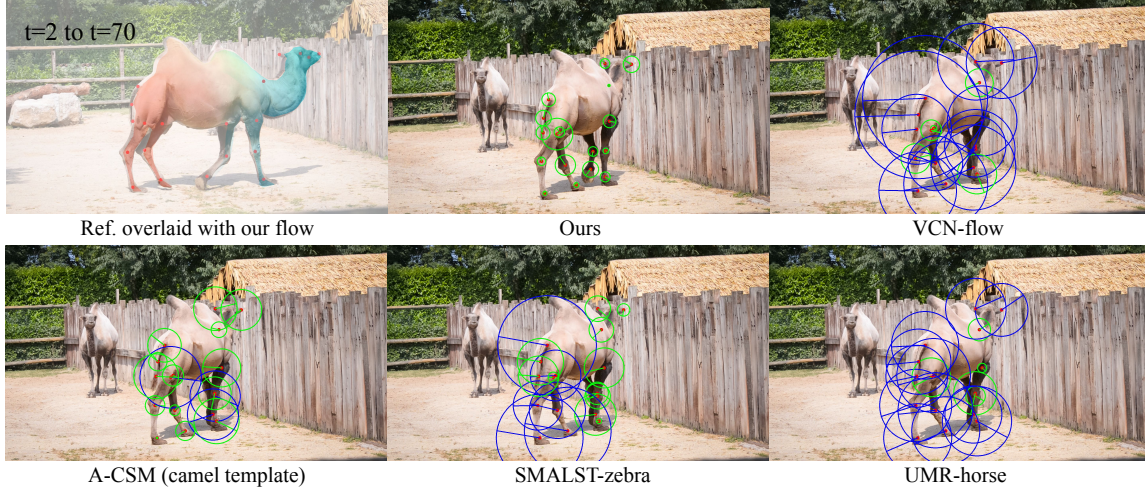 t=2 to t=70
Ref. overlaid with our flow
Ours
VCN-flow
A-CSM (camel template)
SMALST-zebra
UMR-horse